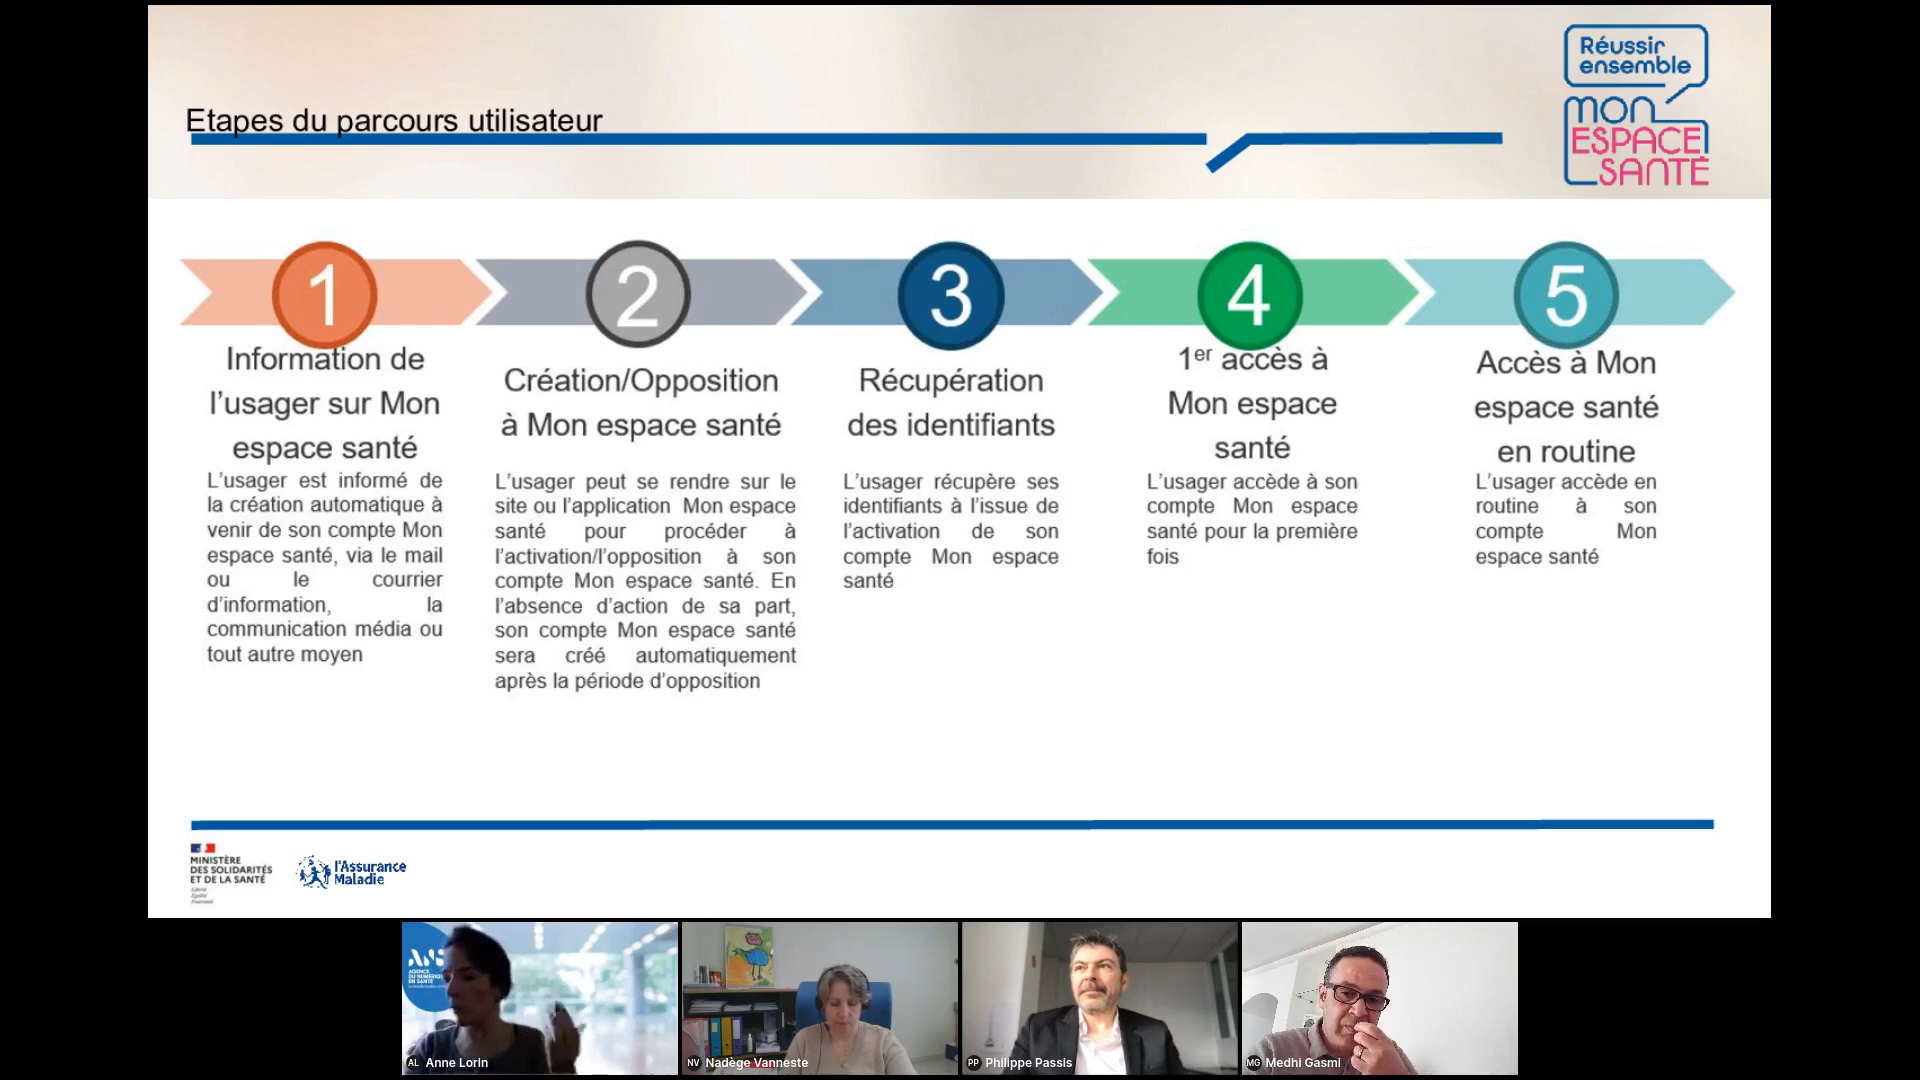 Réussir
ensemble
mon
ESPACE
SANTÉ
Etapes du parcours utilisateur
1
2
3
4
5
Information de
l’usager sur Mon
espace santé
L’usager est informé de
la création automatique à
venir de son compte Mon
espace santé, via le mail
ou le courrier
d’information, la
communication média ou
tout autre moyen
Création/Opposition
à Mon espace santé
L’usager peut se rendre sur le
site ou l’application Mon espace
santé pour procéder à
l’activation/l’opposition à son
compte Mon espace santé. En
l’absence d’action de sa part,
son compte Mon espace santé
sera créé automatiquement
après la période d’opposition
Récupération
des identifiants
L’usager récupère ses
identifiants à l’issue de
l’activation de son
compte Mon espace
santé
1er accès à
Mon espace
santé
L’usager accède à son
compte Mon espace
santé pour la première
fois
Accès à Mon
espace santé
en routine
L’usager accède en
routine à son
compte Mon
espace santé
MINISTÈRE
DES SOLIDARITÉS
ET DE LA SANTÉ
Liberté
Égalité
Fraternité
l’Assurance
Maladie
AGENCE
DU NUMÉRIQUE
EN SANTÉ
AL Anne Lorin
NV Nadège Vanneste
PP Philippe Passis
MG Medhi Gasmi